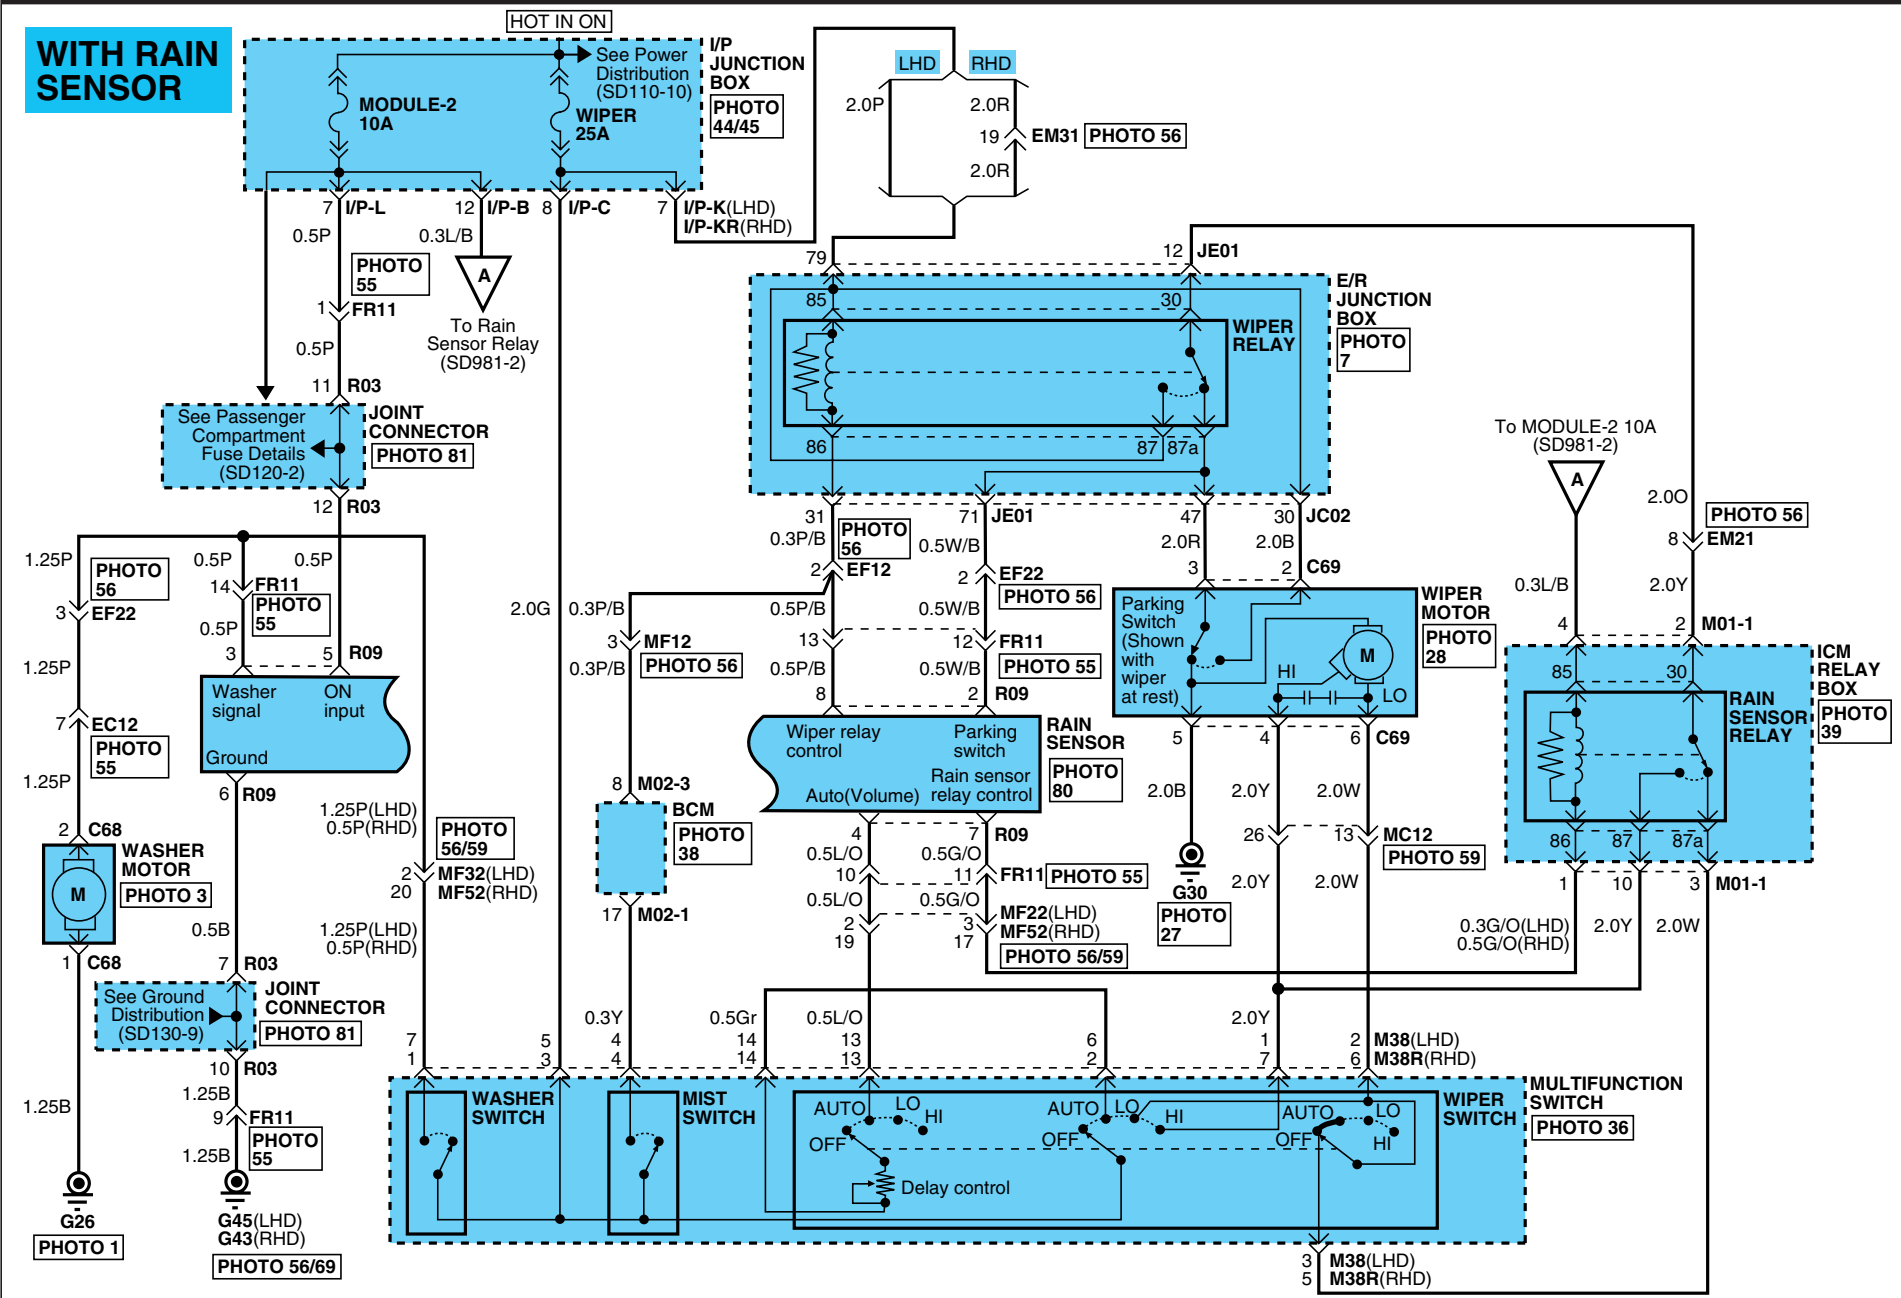 WITH RAIN
SENSOR
HOT IN ON
See Power
Distribution
(SD110-10)
MODULE-2
10A
WIPER
25A
I/P
JUNCTION
BOX
PHOTO
44/45
7 I/P-L
12 I/P-B
8 I/P-C
7 I/P-K(LHD)
I/P-KR(RHD)
LHD
RHD
2.0P
2.0R
19 EM31
PHOTO 56
2.0R
0.5P
0.3L/B
PHOTO
55
1 FR11
A
To Rain
Sensor Relay
(SD981-2)
0.5P
11 R03
See Passenger
Compartment
Fuse Details
(SD120-2)
JOINT
CONNECTOR
PHOTO 81
12 R03
79
12 JE01
85
30
E/R
JUNCTION
BOX
PHOTO
7
WIPER
RELAY
86
87
87a
31
71 JE01
47
30 JC02
0.3P/B
PHOTO
56
0.5W/B
2.0R
2.0B
2 EF12
2 EF22
PHOTO 56
3
2 C69
To MODULE-2 10A
(SD981-2)
A
2.0O
PHOTO 56
8 EM21
0.3L/B
2.0Y
4
2 M01-1
1.25P
0.5P
0.5P
PHOTO
56
14 FR11
PHOTO
55
3 EF22
0.5P
3
5 R09
1.25P
Washer
signal
ON
input
Ground
7 EC12
PHOTO
55
1.25P
6 R09
2.0G
0.3P/B
0.5P/B
0.5W/B
3 MF12
PHOTO 56
13
12 FR11
PHOTO 55
0.3P/B
0.5P/B
0.5W/B
8
2 R09
Wiper relay
control
Parking
switch
Rain sensor
relay control
Auto(Volume)
RAIN
SENSOR
PHOTO
80
Parking
Switch
(Shown
with
wiper
at rest)
M
HI
LO
WIPER
MOTOR
PHOTO
28
5
4
6 C69
2.0B
2.0Y
2.0W
26
13 MC12
PHOTO 59
2.0Y
2.0W
G30
PHOTO
27
ICM
RELAY
BOX
PHOTO
39
85
30
RAIN
SENSOR
RELAY
86
87
87a
1
10
3 M01-1
0.3G/O(LHD)
0.5G/O(RHD)
2.0Y
2.0W
2 C68
WASHER
MOTOR
PHOTO 3
M
1 C68
1.25P(LHD)
0.5P(RHD)
PHOTO
56/59
2 MF32(LHD)
20 MF52(RHD)
1.25P(LHD)
0.5P(RHD)
8 M02-3
BCM
PHOTO
38
17 M02-1
4
7 R09
0.5L/O
0.5G/O
10
11 FR11
PHOTO 55
0.5L/O
0.5G/O
2
3 MF22(LHD)
19
17 MF52(RHD)
PHOTO 56/59
0.5B
7 R03
See Ground
Distribution
(SD130-9)
JOINT
CONNECTOR
PHOTO 81
10 R03
1.25B
9 FR11
PHOTO
55
1.25B
1.25B
G26
PHOTO 1
G45(LHD)
G43(RHD)
PHOTO 56/69
0.3Y
0.5Gr
0.5L/O
2.0Y
7
5
4
14
13
6
1
2 M38(LHD)
1
3
4
14
13
2
7
6 M38R(RHD)
WASHER
SWITCH
MIST
SWITCH
AUTO
LO
HI
OFF
AUTO
LO
HI
OFF
AUTO
LO
HI
OFF
WIPER
SWITCH
Delay control
MULTIFUNCTION
SWITCH
PHOTO 36
3 M38(LHD)
5 M38R(RHD)